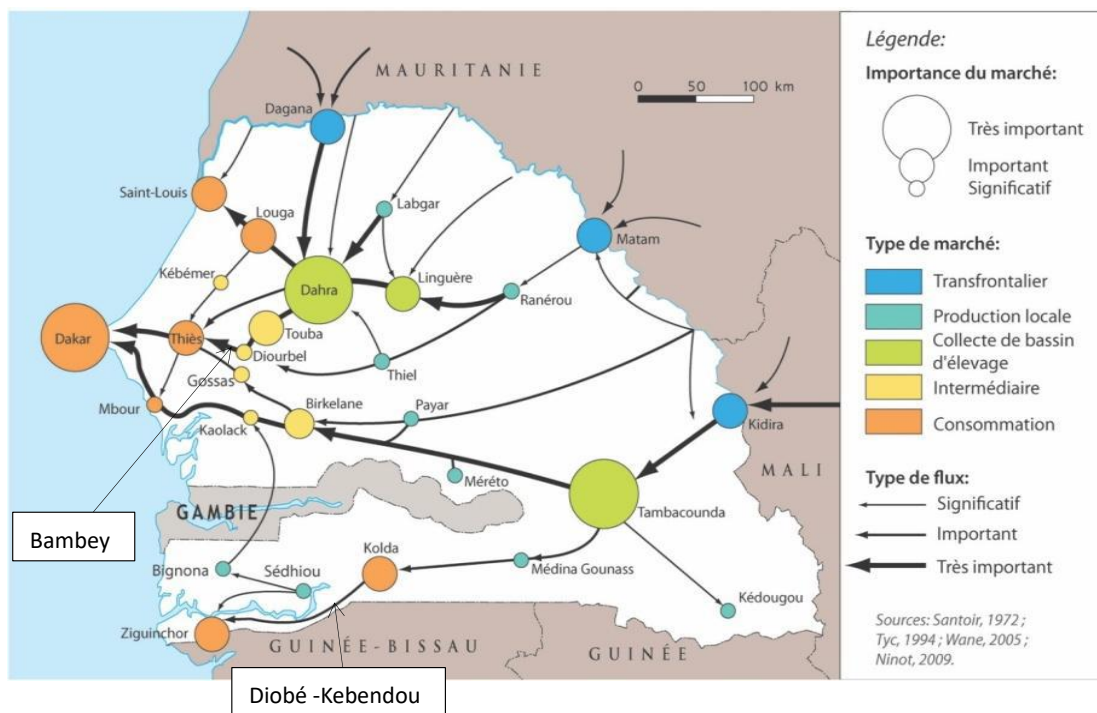 MAURITANIE
0 50 100 km
Dagana
Saint-Louis
Louga
Labgar
Matam
Kébémer
Dahra
Linguère
Ranérou
Dakar
Thiès
Touba
Diourbel
Thiel
Gossas
Mbour
Birkelane
Payar
Kaolack
Kidira
Méréto
MALI
GAMBIE
Tambacounda
Bambey
Kolda
Bignona
Sédhiou
Médina Gounass
Kédougou
Ziguinchor
GUINÉE-BISSAU
GUINÉE
Diobé -Kebendou
Légende:
Importance du marché:
Très important
Important
Significatif
Type de marché:
Transfrontalier
Production locale
Collecte de bassin
d'élevage
Intermédiaire
Consommation
Type de flux:
Significatif
Important
Très important
Sources: Santoir, 1972 ;
Tyc, 1994 ; Wane, 2005 ;
Ninot, 2009.